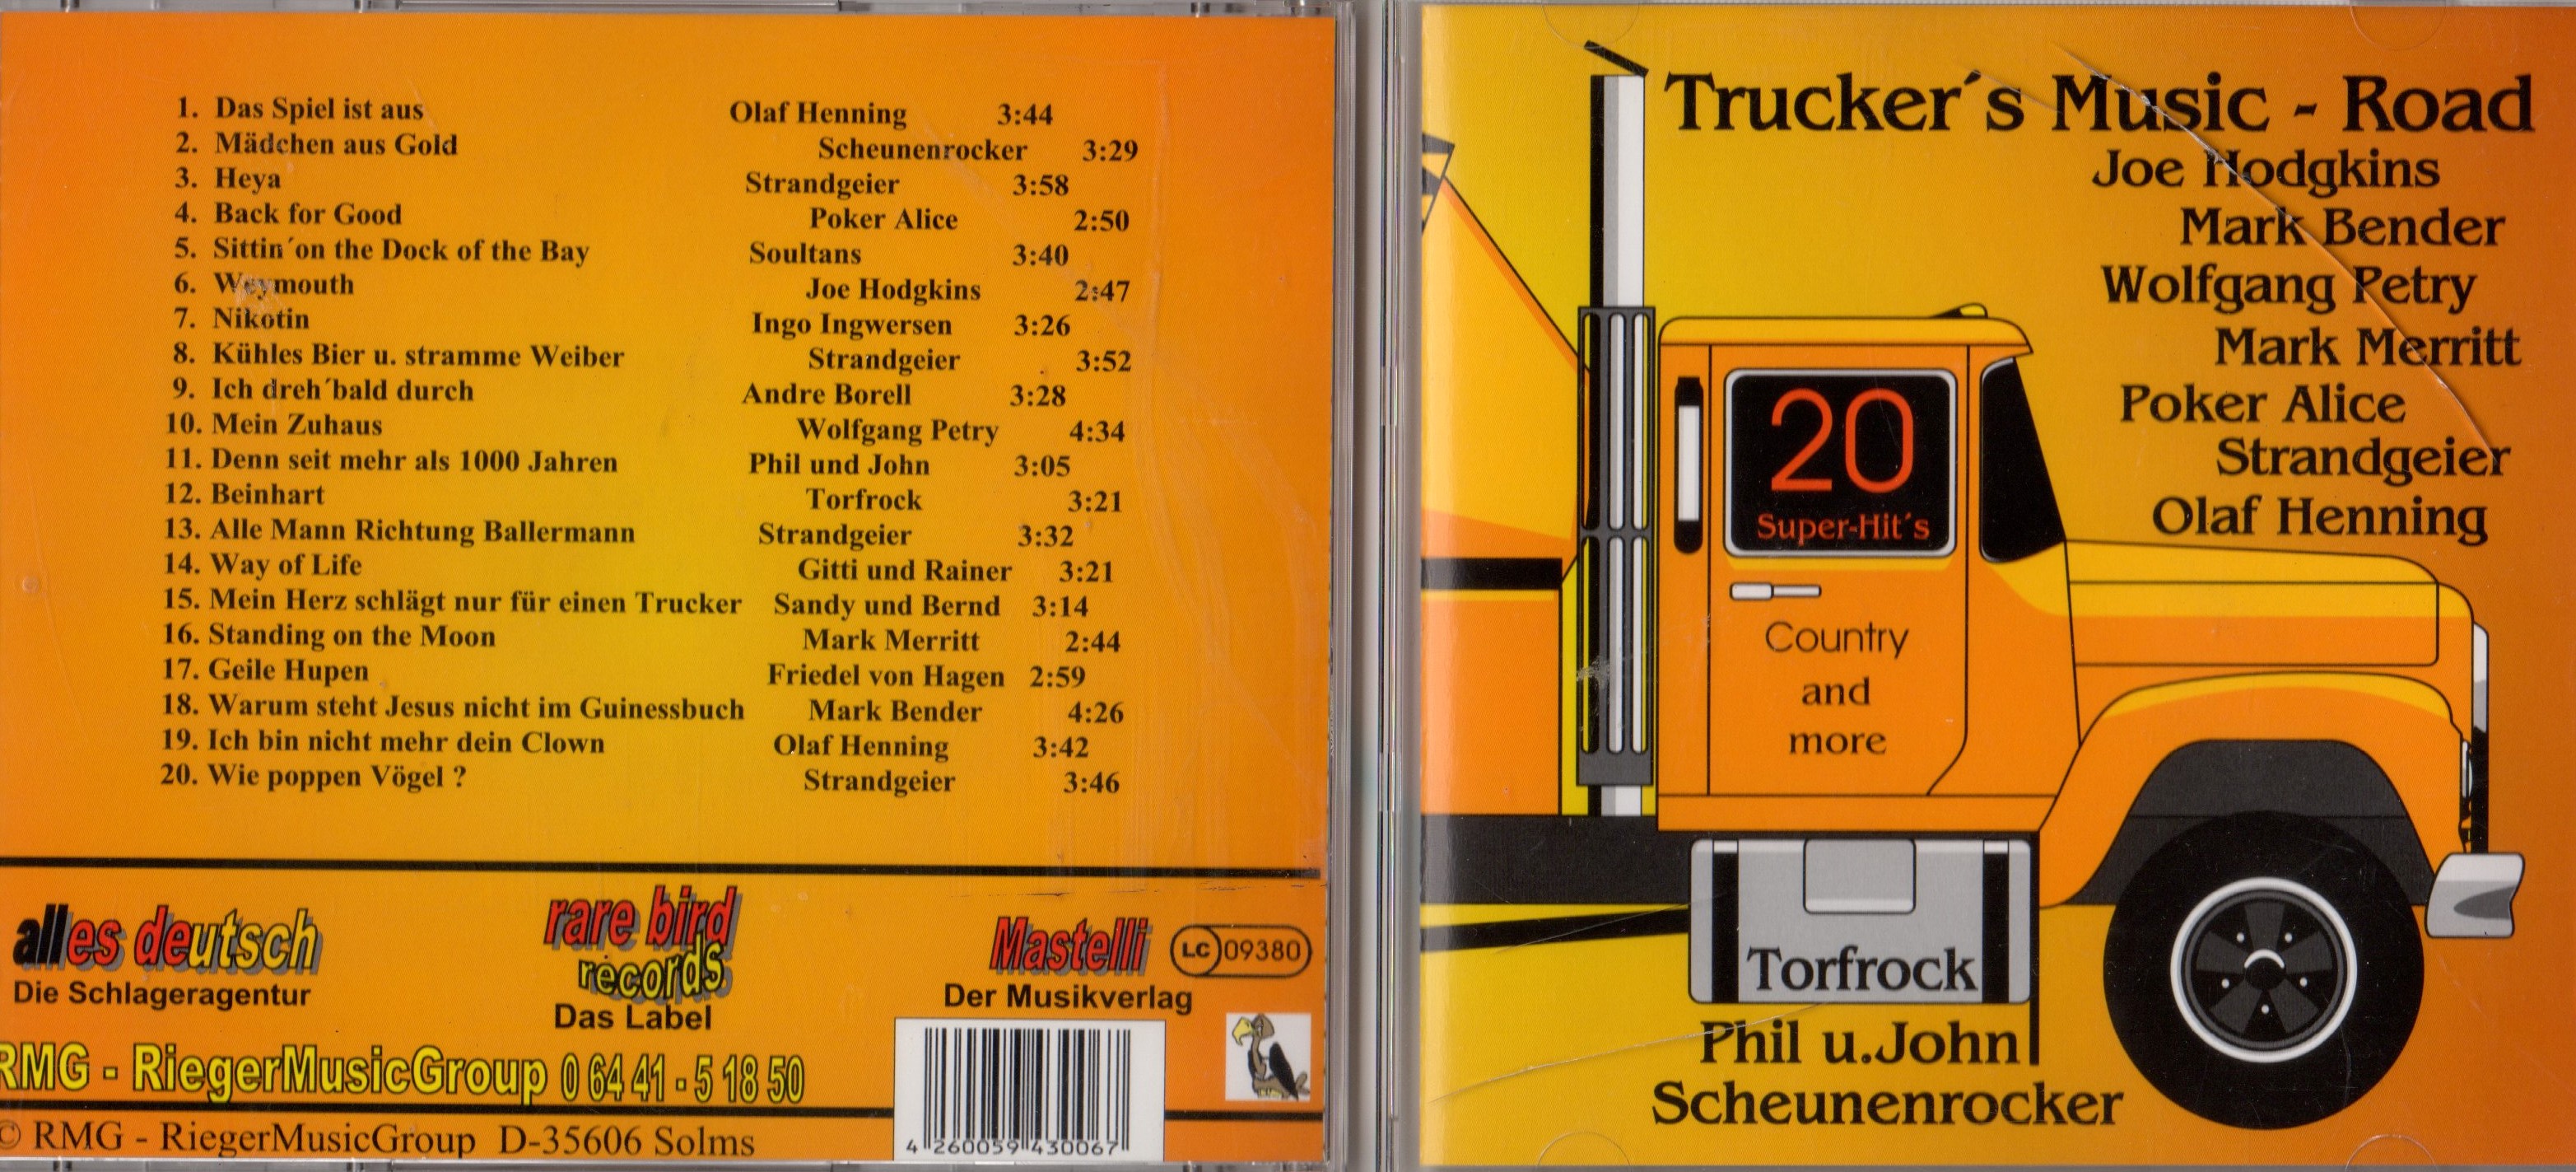 1. Das Spiel ist aus Olaf Henning 3:44
2. Mädchen aus Gold Scheunenrocker 3:29
3. Heya Strandgeier 3:58
4. Back for Good Poker Alice 2:50
5. Sittin´on the Dock of the Bay Soultans 3:40
6. Weymouth Joe Hodgkins 2:47
7. Nikotin Ingo Ingwersen 3:26
8. Kühles Bier u. stramme Weiber Strandgeier 3:52
9. Ich dreh´bald durch Andre Borell 3:28
10. Mein Zuhaus Wolfgang Petry 4:34
11. Denn seit mehr als 1000 Jahren Phil und John 3:05
12. Beinhart Torfrock 3:21
13. Alle Mann Richtung Ballermann Strandgeier 3:32
14. Way of Life Gitti und Rainer 3:21
15. Mein Herz schlägt nur für einen Trucker Sandy und Bernd 3:14
16. Standing on the Moon Mark Merritt 2:44
17. Geile Hupen Friedel von Hagen 2:59
18. Warum steht Jesus nicht im Guinessbuch Mark Bender 4:26
19. Ich bin nicht mehr dein Clown Olaf Henning 3:42
20. Wie poppen Vögel ? Strandgeier 3:46
alles deutsch
Die Schlageragentur
rare bird
records
Das Label
Mastelli
Der Musikverlag
LC 09380
RMG - RiegerMusicGroup 0 64 41 - 5 18 50
© RMG - RiegerMusicGroup D-35606 Solms
4 260059 430067
Trucker´s Music - Road
Joe Hodgkins
Mark Bender
Wolfgang Petry
Mark Merritt
Poker Alice
Strandgeier
Olaf Henning
20
Super-Hit´s
Country
and
more
Torfrock
Phil u.John
Scheunenrocker